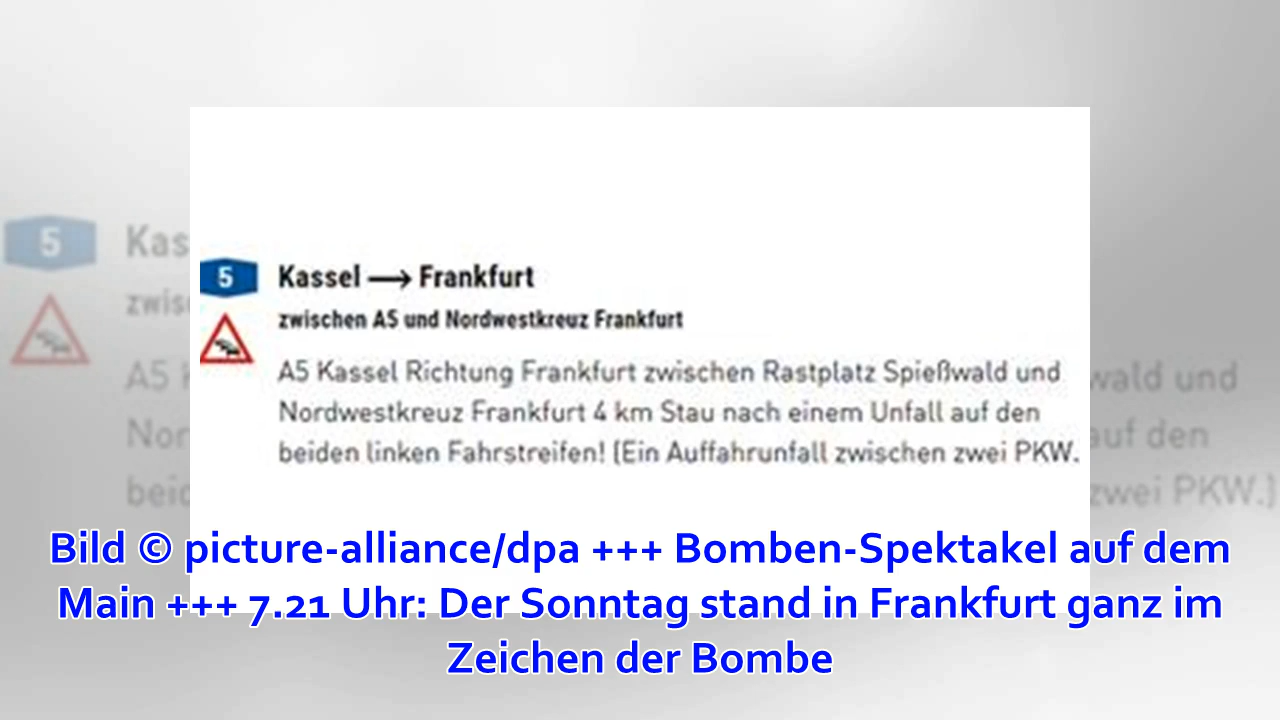 5
Kassel → Frankfurt
zwischen AS und Nordwestkreuz Frankfurt
A5 Kassel Richtung Frankfurt zwischen Rastplatz Spießwald und
Nordwestkreuz Frankfurt 4 km Stau nach einem Unfall auf den
beiden linken Fahrstreifen! (Ein Auffahrunfall zwischen zwei PKW.
Bild © picture-alliance/dpa +++ Bomben-Spektakel auf dem
Main +++ 7.21 Uhr: Der Sonntag stand in Frankfurt ganz im
Zeichen der Bombe